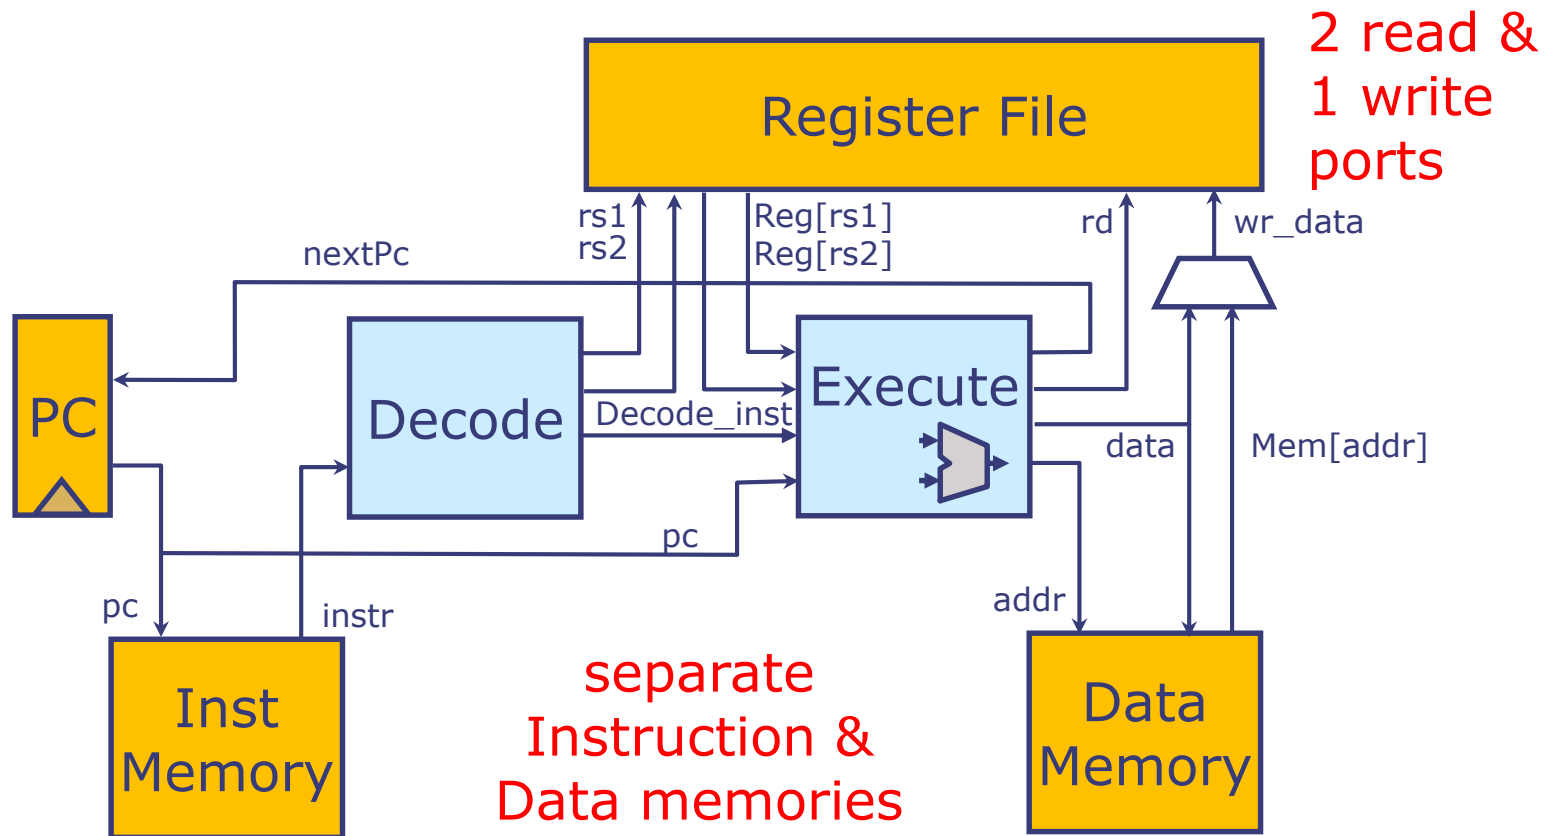 2 read &
1 write
ports
Register File
rs1
rs2
Reg[rs1]
Reg[rs2]
rd
wr_data
nextPc
PC
Decode
Decode_inst
Execute
data
Mem[addr]
pc
pc
instr
addr
Inst
Memory
separate
Instruction &
Data memories
Data
Memory